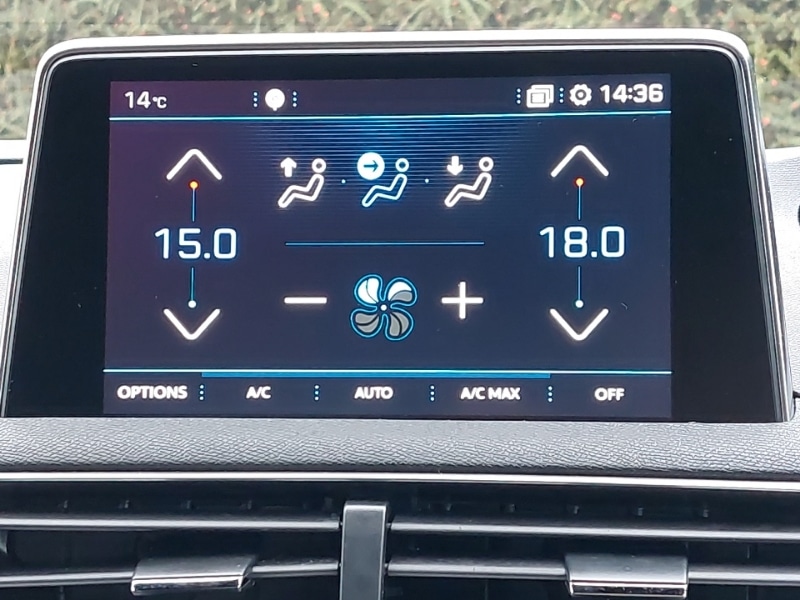 14°C 14:36
15.0 18.0
OPTIONS A/C AUTO A/C MAX OFF